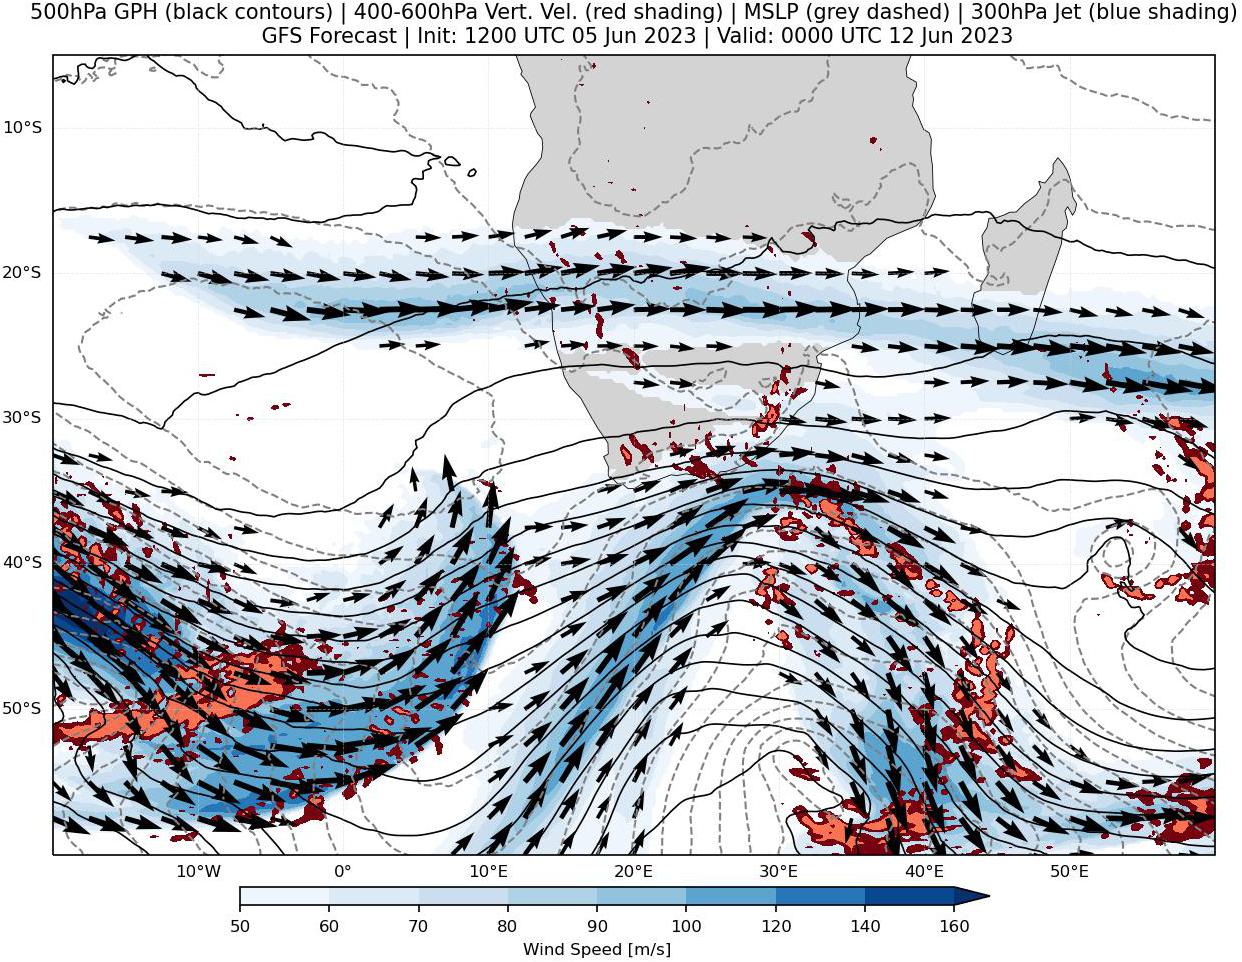 500hPa GPH (black contours) | 400-600hPa Vert. Vel. (red shading) | MSLP (grey dashed) | 300hPa Jet (blue shading)
GFS Forecast | Init: 1200 UTC 05 Jun 2023 | Valid: 0000 UTC 12 Jun 2023
10°S
20°S
30°S
40°S
50°S
10°W 0° 10°E 20°E 30°E 40°E 50°E
50 60 70 80 90 100 120 140 160
Wind Speed [m/s]